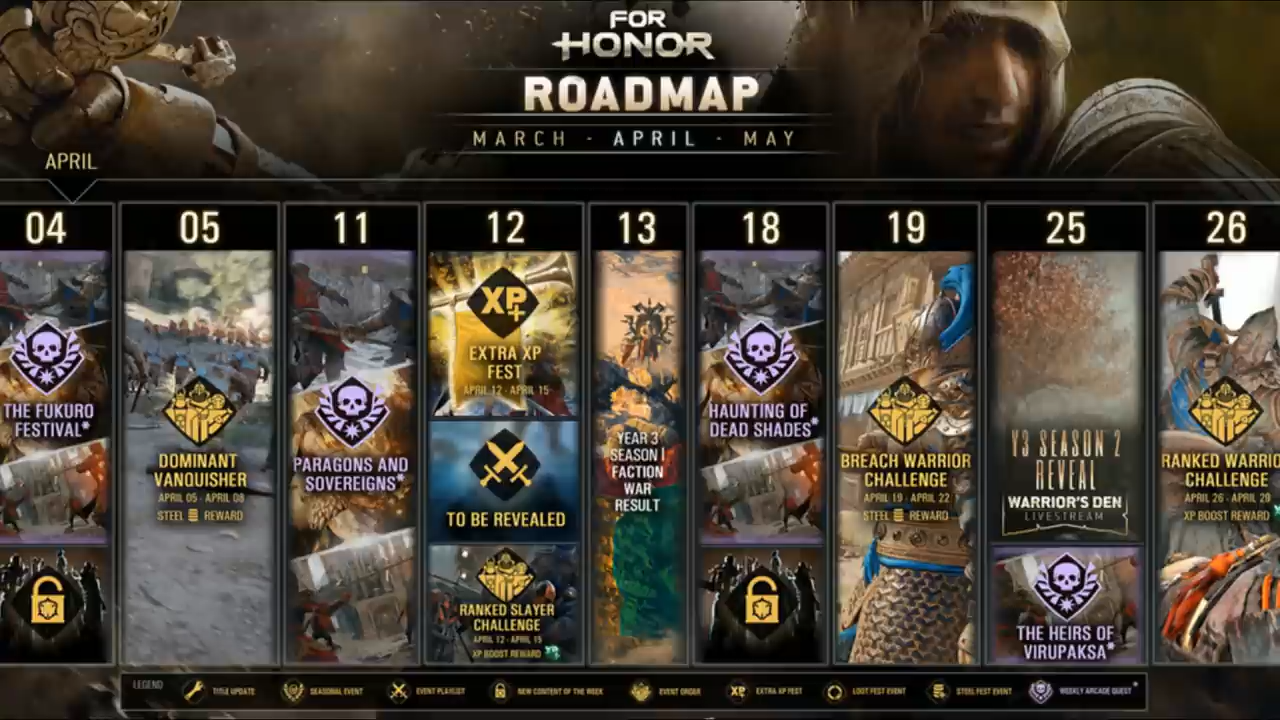 FOR
HONOR
ROADMAP
MARCH - APRIL - MAY
APRIL
04
THE FUKURO
FESTIVAL*
05
DOMINANT
VANQUISHER
APRIL 05 - APRIL 08
STEEL REWARD
11
PARAGONS AND
SOVEREIGNS*
12
XP+
EXTRA XP
FEST
APRIL 12 - APRIL 15
TO BE REVEALED
RANKED SLAYER
CHALLENGE
APRIL 12 - APRIL 15
XP BOOST REWARD
13
YEAR 3
SEASON 1
FACTION
WAR
RESULT
18
HAUNTING OF
DEAD SHADES*
19
BREACH WARRIOR
CHALLENGE
APRIL 19 - APRIL 22
STEEL REWARD
25
Y3 SEASON 2
REVEAL
WARRIOR'S DEN
LIVESTREAM
THE HEIRS OF
VIRUPAKSA*
26
RANKED WARRIO
CHALLENGE
APRIL 26 - APRIL 29
XP BOOST REWARD
LEGEND
TITLE UPDATE
SEASONAL EVENT
EVENT PLAYLIST
NEW CONTENT OF THE WEEK
EVENT ORDER
XP+ EXTRA XP FEST
LOOT FEST EVENT
STEEL FEST EVENT
WEEKLY ARCADE QUEST*